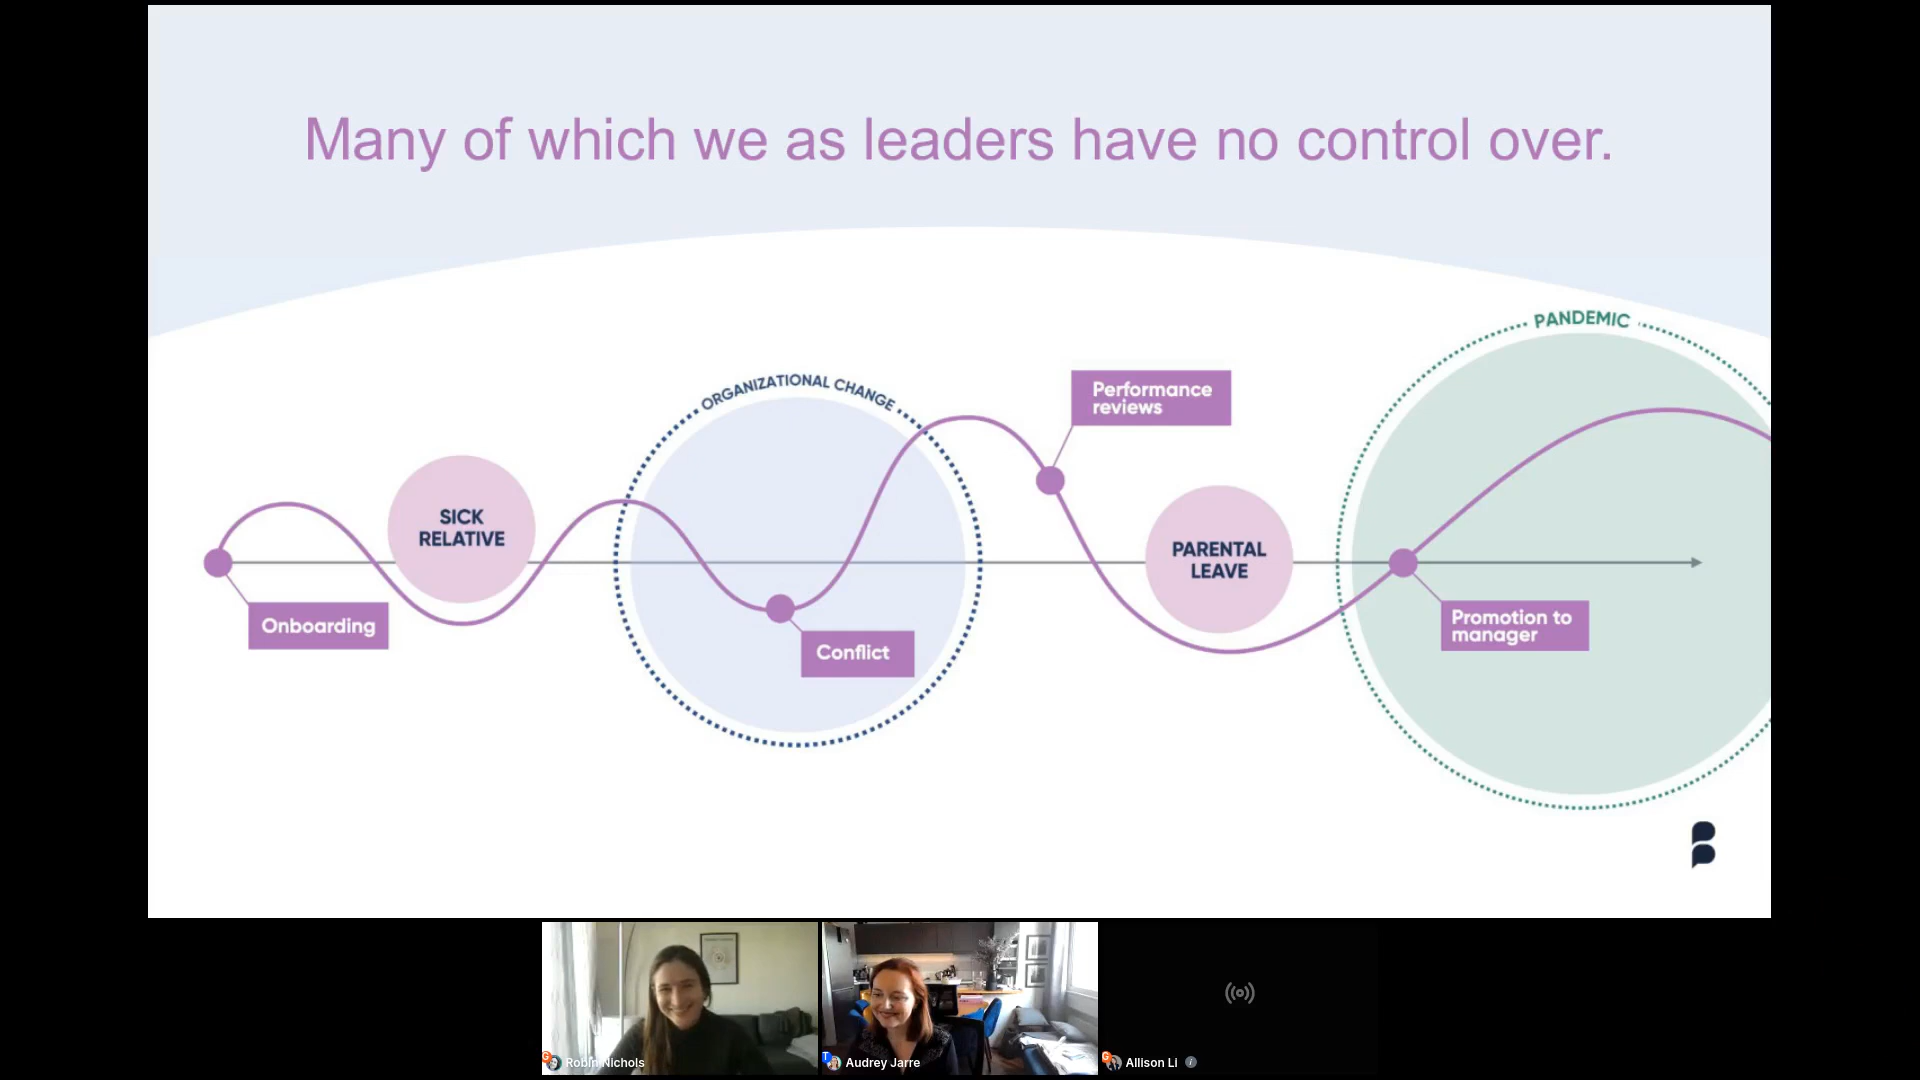 Many of which we as leaders have no control over.
PANDEMIC
ORGANIZATIONAL CHANGE
Performance
reviews
SICK
RELATIVE
PARENTAL
LEAVE
Onboarding
Conflict
Promotion to
manager
Robin Nichols
Audrey Jarre
Allison Li